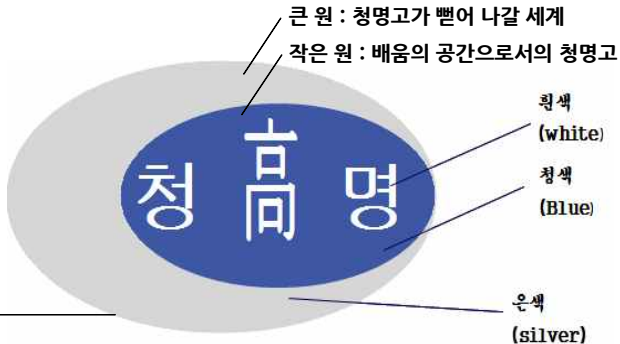 큰 원 : 청명고가 뻗어 나갈 세계
작은 원 : 배움의 공간으로서의 청명고
흰색
(white)
청 高 명
청색
(Blue)
은색
(silver)